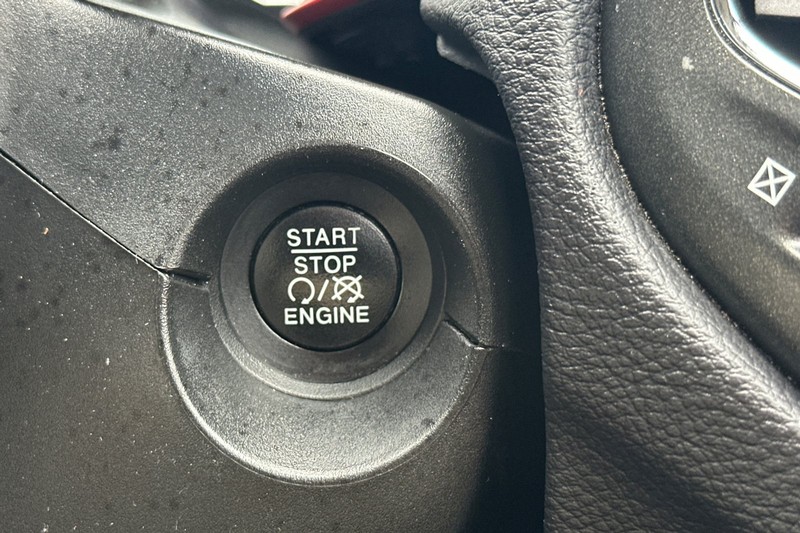 START
STOP
/
ENGINE